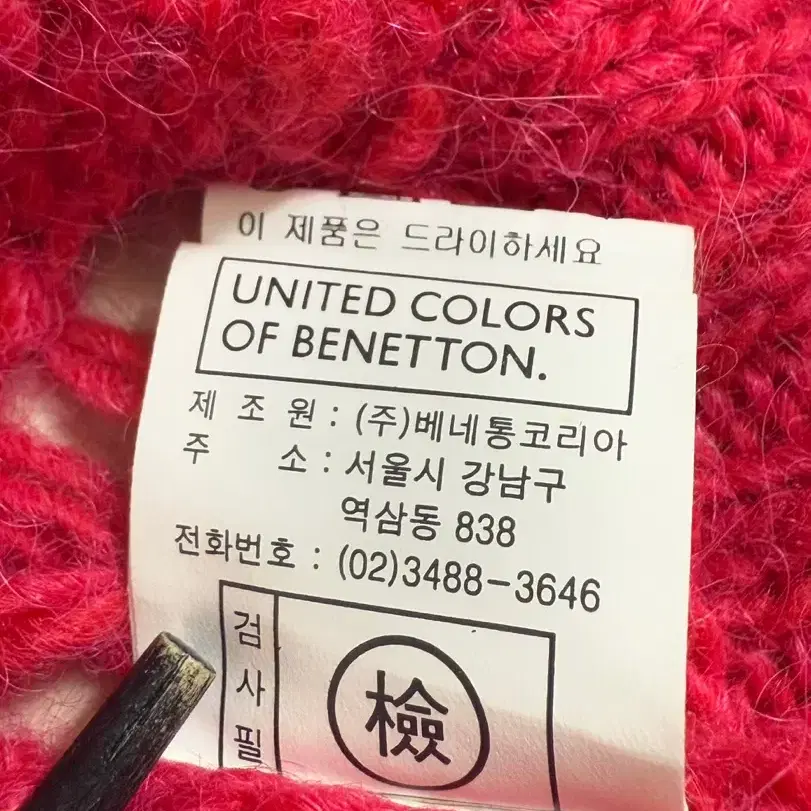 이 제품은 드라이하세요
UNITED COLORS
OF BENETTON.
제 조 원 : (주)베네통코리아
주 소 : 서울시 강남구
역삼동 838
전화번호 : (02)3488-3646
검사필
檢